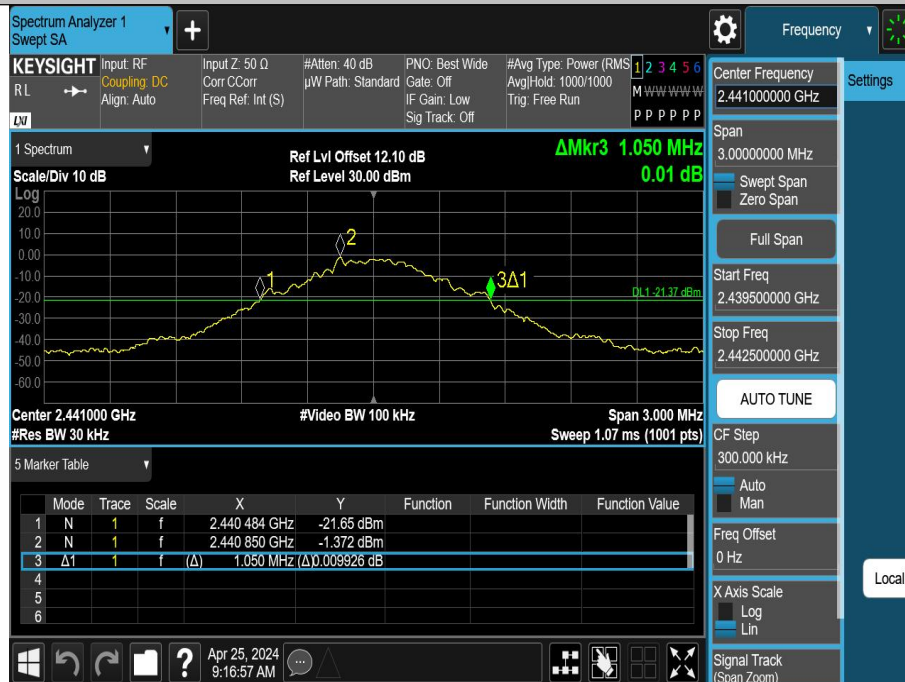 Spectrum Analyzer 1
Swept SA
+
Frequency
KEYSIGHT
RL
LXI
Input: RF
Coupling: DC
Align: Auto
Input Z: 50 Ω
Corr CCorr
Freq Ref: Int (S)
#Atten: 40 dB
µW Path: Standard
PNO: Best Wide
Gate: Off
IF Gain: Low
Sig Track: Off
#Avg Type: Power (RMS
Avg|Hold: 1000/1000
Trig: Free Run
1 2 3 4 5 6
M W W W W W
P P P P P P
1 Spectrum
Scale/Div 10 dB
Ref Lvl Offset 12.10 dB
Ref Level 30.00 dBm
ΔMkr3 1.050 MHz
0.01 dB
Log
20.0
10.0
0.00
-10.0
-20.0
-30.0
-40.0
-50.0
-60.0
1
2
3Δ1
DL1 -21.37 dBm
Center 2.441000 GHz
#Video BW 100 kHz
Span 3.000 MHz
#Res BW 30 kHz
Sweep 1.07 ms (1001 pts)
5 Marker Table
Mode Trace Scale X Y Function Function Width Function Value
1 N 1 f 2.440 484 GHz -21.65 dBm
2 N 1 f 2.440 850 GHz -1.372 dBm
3 Δ1 1 f (Δ) 1.050 MHz (Δ)0.009926 dB
4
5
6
?
Apr 25, 2024
9:16:57 AM
Center Frequency
2.441000000 GHz
Settings
Span
3.00000000 MHz
Swept Span
Zero Span
Full Span
Start Freq
2.439500000 GHz
Stop Freq
2.442500000 GHz
AUTO TUNE
CF Step
300.000 kHz
Auto
Man
Freq Offset
0 Hz
Local
X Axis Scale
Log
Lin
Signal Track
(Span Zoom)